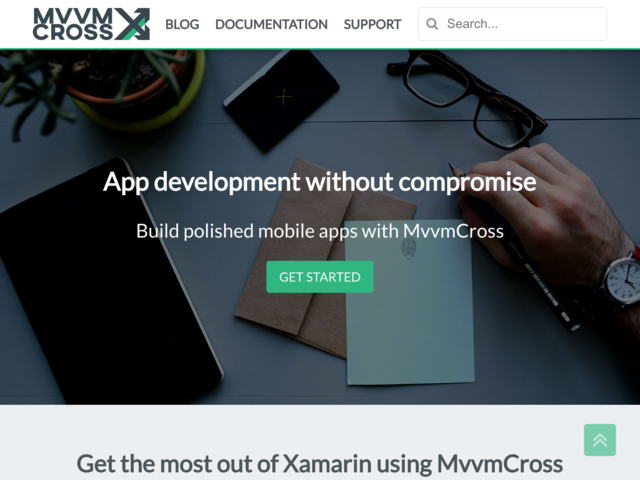 MVVM
CROSS
BLOG DOCUMENTATION SUPPORT Search...
App development without compromise
Build polished mobile apps with MvvmCross
GET STARTED
Get the most out of Xamarin using MvvmCross